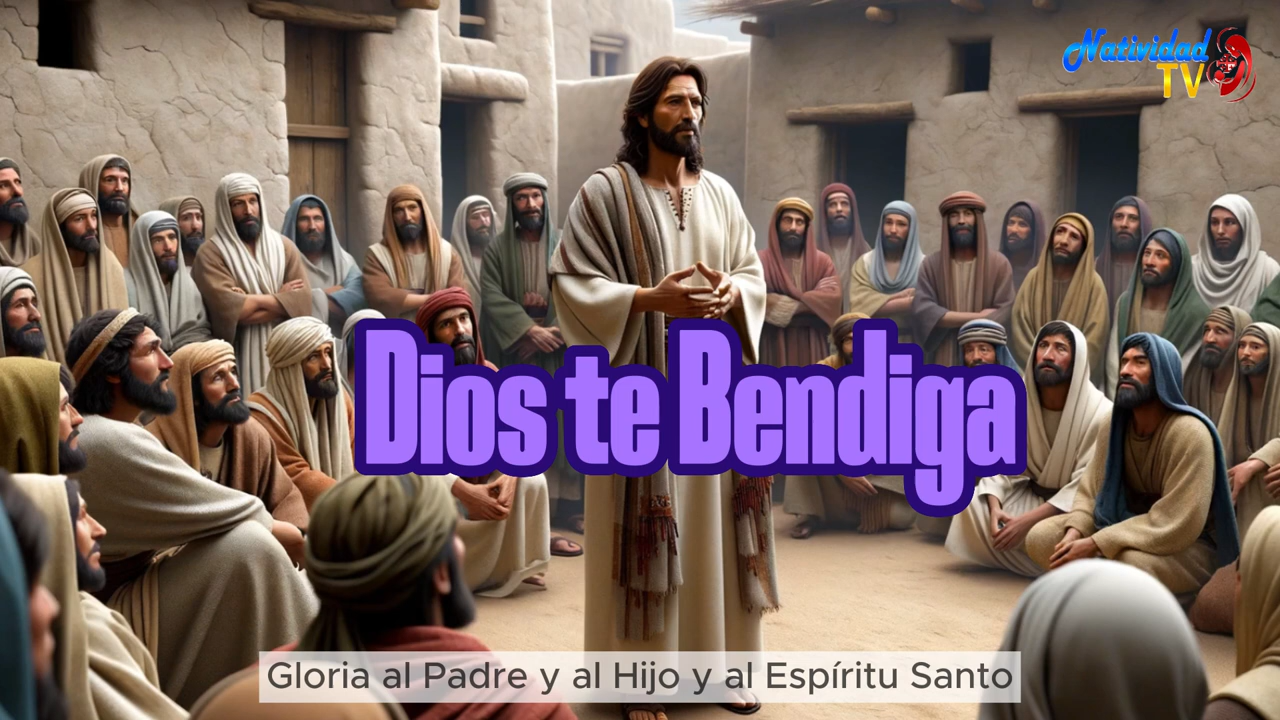 Natividad
TV
Dios te Bendiga
Gloria al Padre y al Hijo y al Espíritu Santo